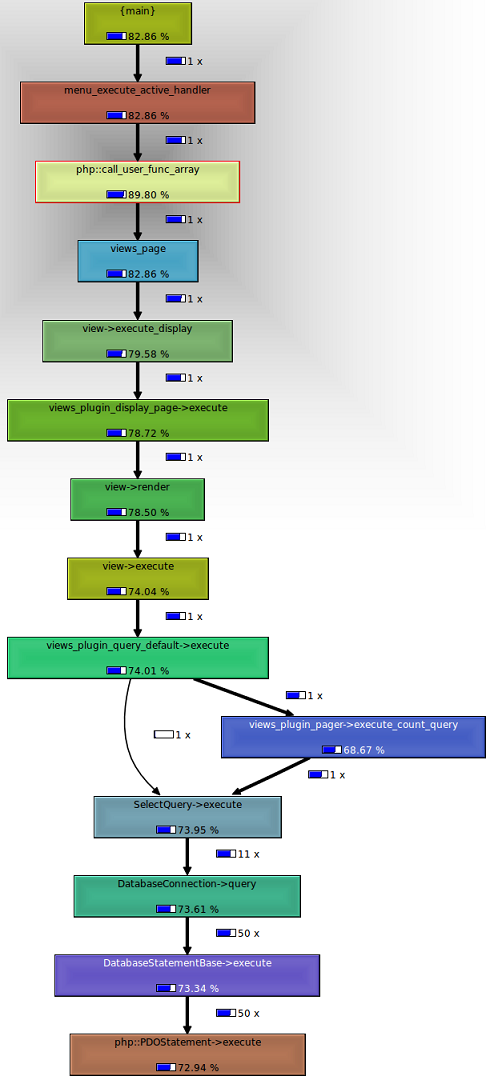 {main}
82.86 %
1 x
menu_execute_active_handler
82.86 %
1 x
php::call_user_func_array
89.80 %
1 x
views_page
82.86 %
1 x
view->execute_display
79.58 %
1 x
views_plugin_display_page->execute
78.72 %
1 x
view->render
78.50 %
1 x
view->execute
74.04 %
1 x
views_plugin_query_default->execute
74.01 %
1 x
views_plugin_pager->execute_count_query
1 x
68.67 %
1 x
SelectQuery->execute
73.95 %
11 x
DatabaseConnection->query
73.61 %
50 x
DatabaseStatementBase->execute
73.34 %
50 x
php::PDOStatement->execute
72.94 %